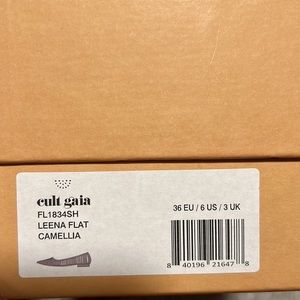 cult gaia
FL1834SH
LEENA FLAT
CAMELLIA
36 EU / 6 US / 3 UK
8 40196 21647 8